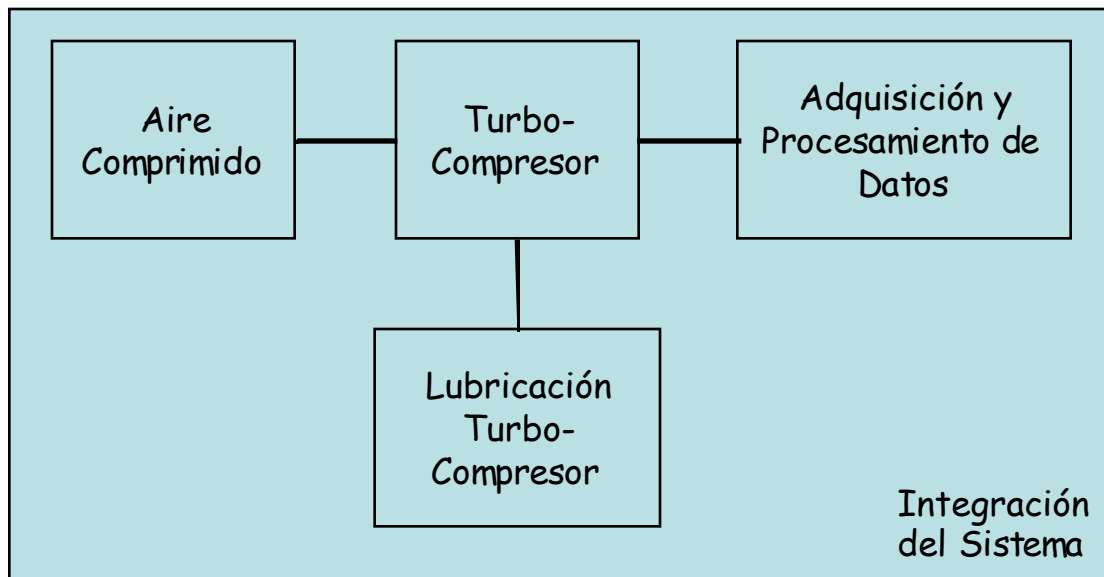 Aire
Comprimido
Turbo-
Compresor
Adquisición y
Procesamiento de
Datos
Lubricación
Turbo-
Compresor
Integración
del Sistema